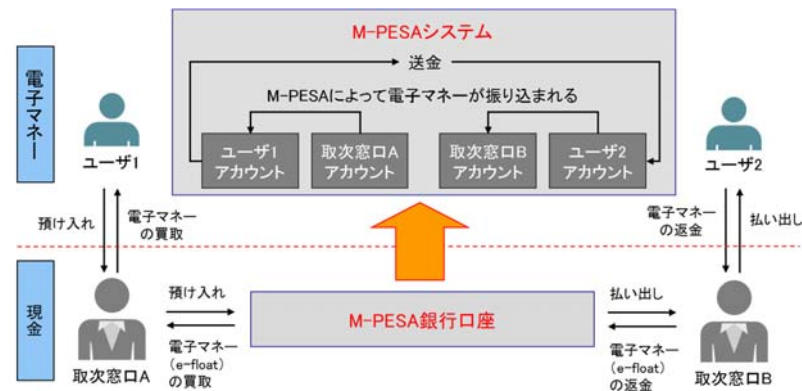 M-PESAシステム
送金
M-PESAによって電子マネーが振り込まれる
電子マネー
ユーザ1
ユーザ1
アカウント
取次窓口A
アカウント
取次窓口B
アカウント
ユーザ2
アカウント
ユーザ2
預け入れ
電子マネー
の買取
電子マネー
の返金
払い出し
現金
取次窓口A
預け入れ
電子マネー
(e-float)
の買取
M-PESA銀行口座
払い出し
電子マネー
(e-float)
の返金
取次窓口B